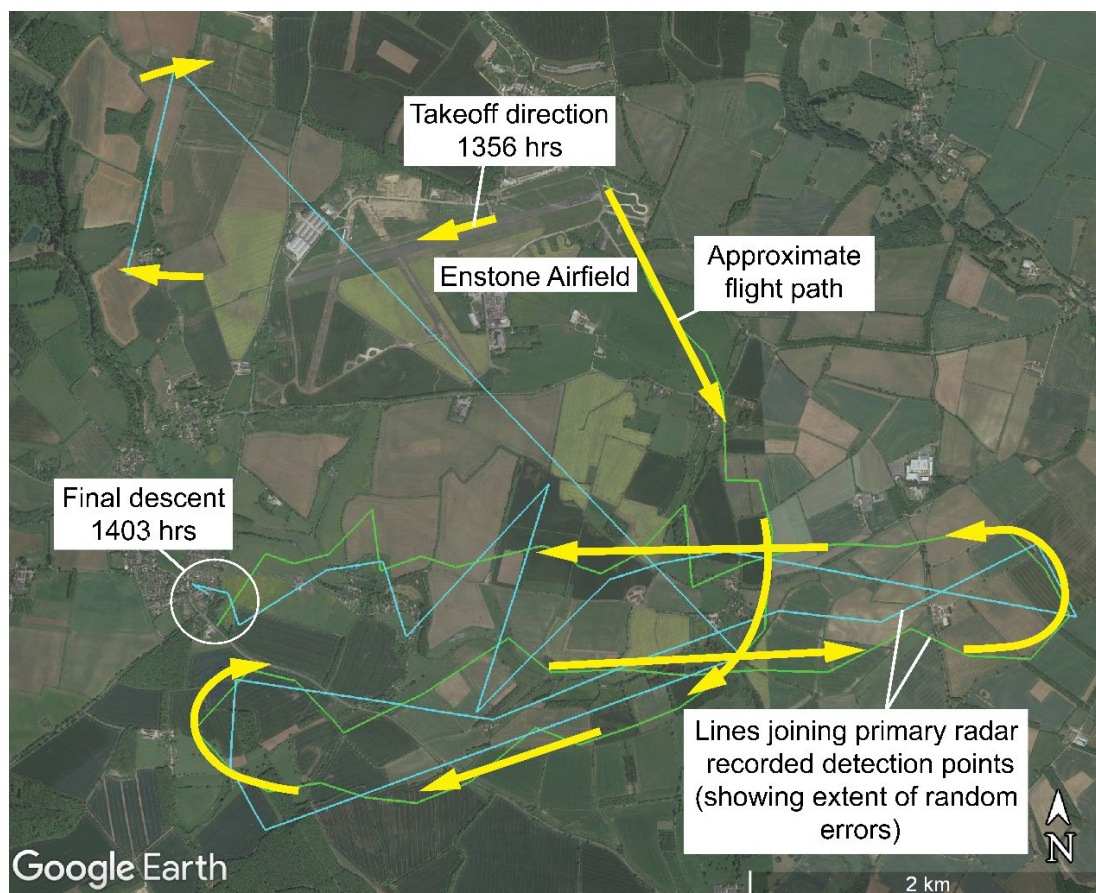 Takeoff direction
1356 hrs
Enstone Airfield
Approximate
flight path
Final descent
1403 hrs
Lines joining primary radar
recorded detection points
(showing extent of random
errors)
N
Google Earth
2 km